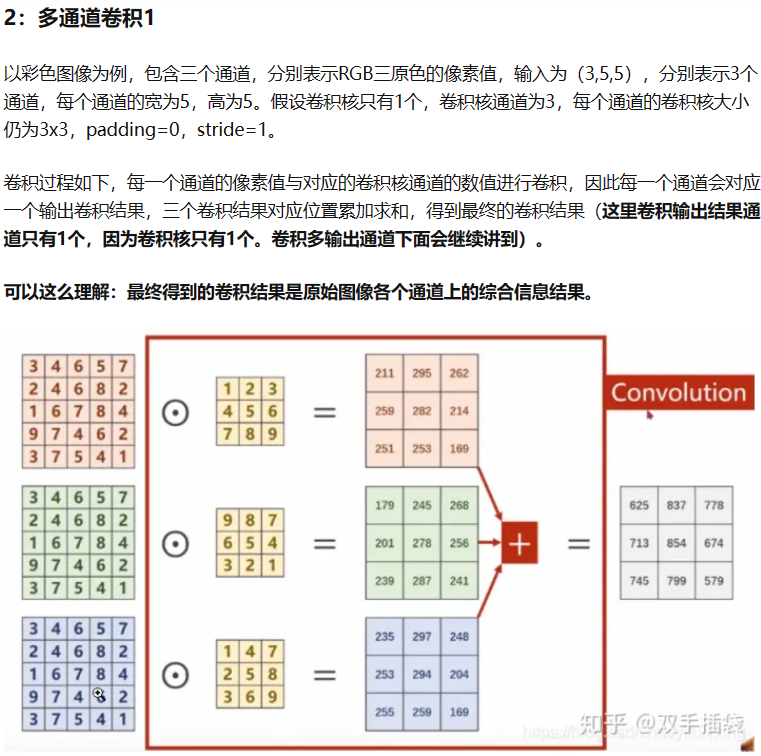 2：多通道卷积1
以彩色图像为例，包含三个通道，分别表示RGB三原色的像素值，输入为（3,5,5），分别表示3个
通道，每个通道的宽为5，高为5。假设卷积核只有1个，卷积核通道为3，每个通道的卷积核大小
仍为3x3，padding=0，stride=1。
卷积过程如下，每一个通道的像素值与对应的卷积核通道的数值进行卷积，因此每一个通道会对应
一个输出卷积结果，三个卷积结果对应位置累加求和，得到最终的卷积结果（这里卷积输出结果通
道只有1个，因为卷积核只有1个。卷积多输出通道下面会继续讲到）。
可以这么理解：最终得到的卷积结果是原始图像各个通道上的综合信息结果。
3 4 6 5 7
2 4 6 8 2
1 6 7 8 4
9 7 4 6 2
3 7 5 4 1
⊙
1 2 3
4 5 6
7 8 9
=
211 295 262
259 282 214
251 253 169
Convolution
3 4 6 5 7
2 4 6 8 2
1 6 7 8 4
9 7 4 6 2
3 7 5 4 1
⊙
9 8 7
6 5 4
3 2 1
=
179 245 268
201 278 256
239 287 241
+
=
625 837 778
713 854 674
745 799 579
3 4 6 5 7
2 4 6 8 2
1 6 7 8 4
9 7 4 2
3 7 5 4 1
⊙
1 4 7
2 5 8
3 6 9
=
235 297 248
253 294 204
255 259 169
知乎 @双手插袋